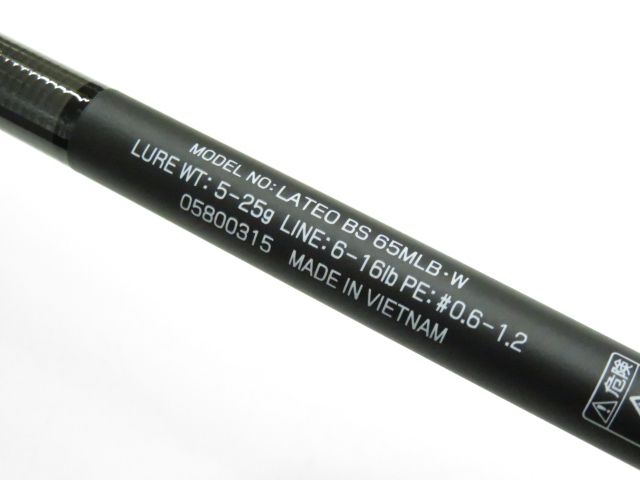 MODEL NO: LATEO BS 65MLB·W
LURE WT: 5-25g LINE: 6-16lb PE: #0.6-1.2
05800315 MADE IN VIETNAM
危険